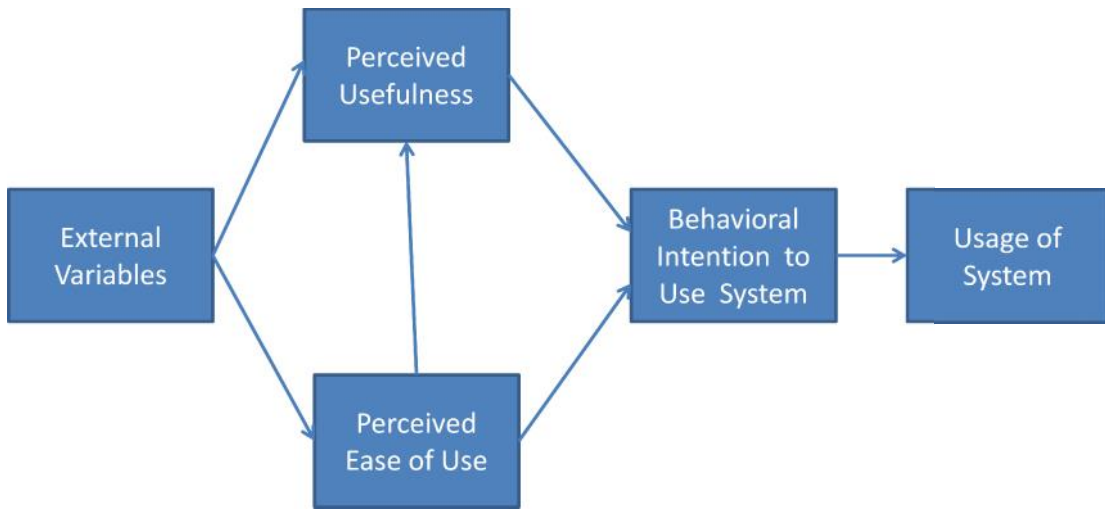 Perceived
Usefulness
External
Variables
Behavioral
Intention to
Use System
Usage of
System
Perceived
Ease of Use